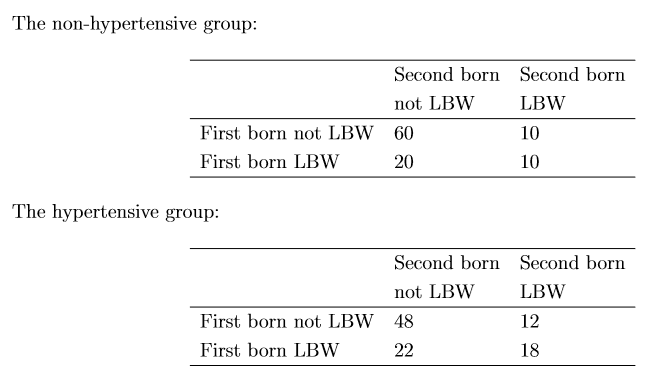 The non-hypertensive group:
Second born Second born
not LBW LBW
First born not LBW 60 10
First born LBW 20 10
The hypertensive group:
Second born Second born
not LBW LBW
First born not LBW 48 12
First born LBW 22 18